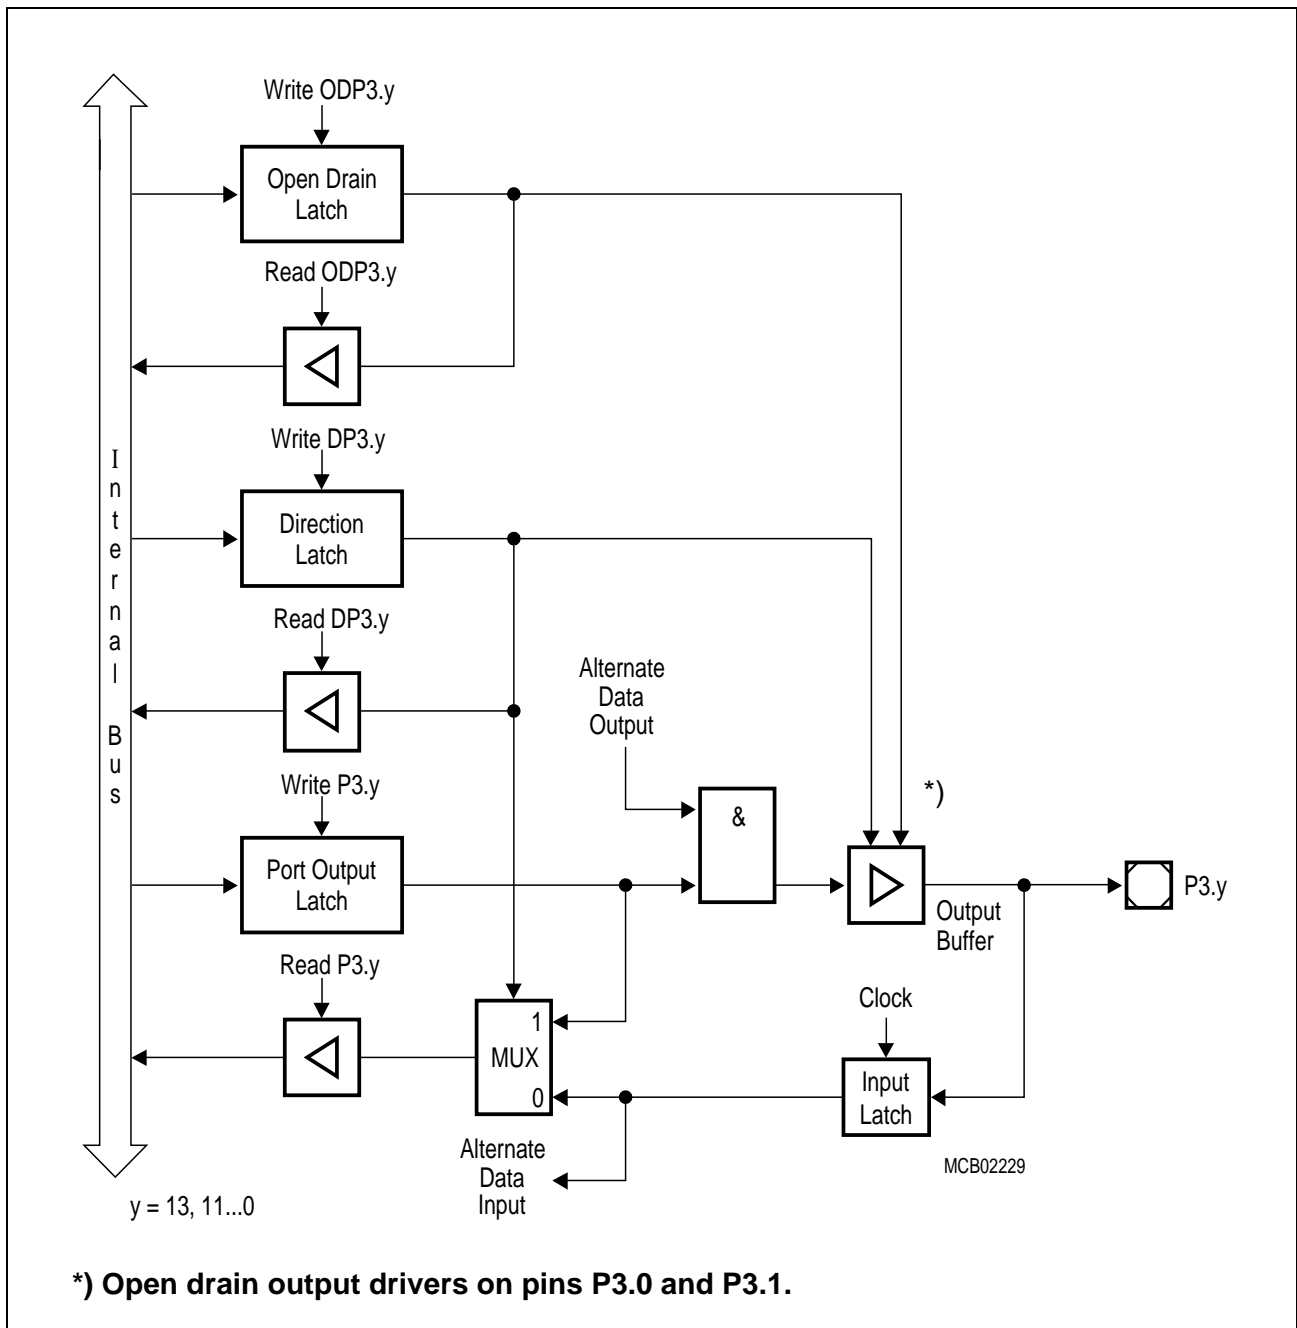 Write ODP3.y
Open Drain
Latch
Read ODP3.y
Write DP3.y
Internal Bus
Direction
Latch
Read DP3.y
Alternate
Data
Output
Write P3.y
*)
&
Port Output
Latch
P3.y
Output
Buffer
Read P3.y
Clock
1
MUX
0
Input
Latch
Alternate
Data
Input
MCB02229
y = 13, 11...0
*) Open drain output drivers on pins P3.0 and P3.1.